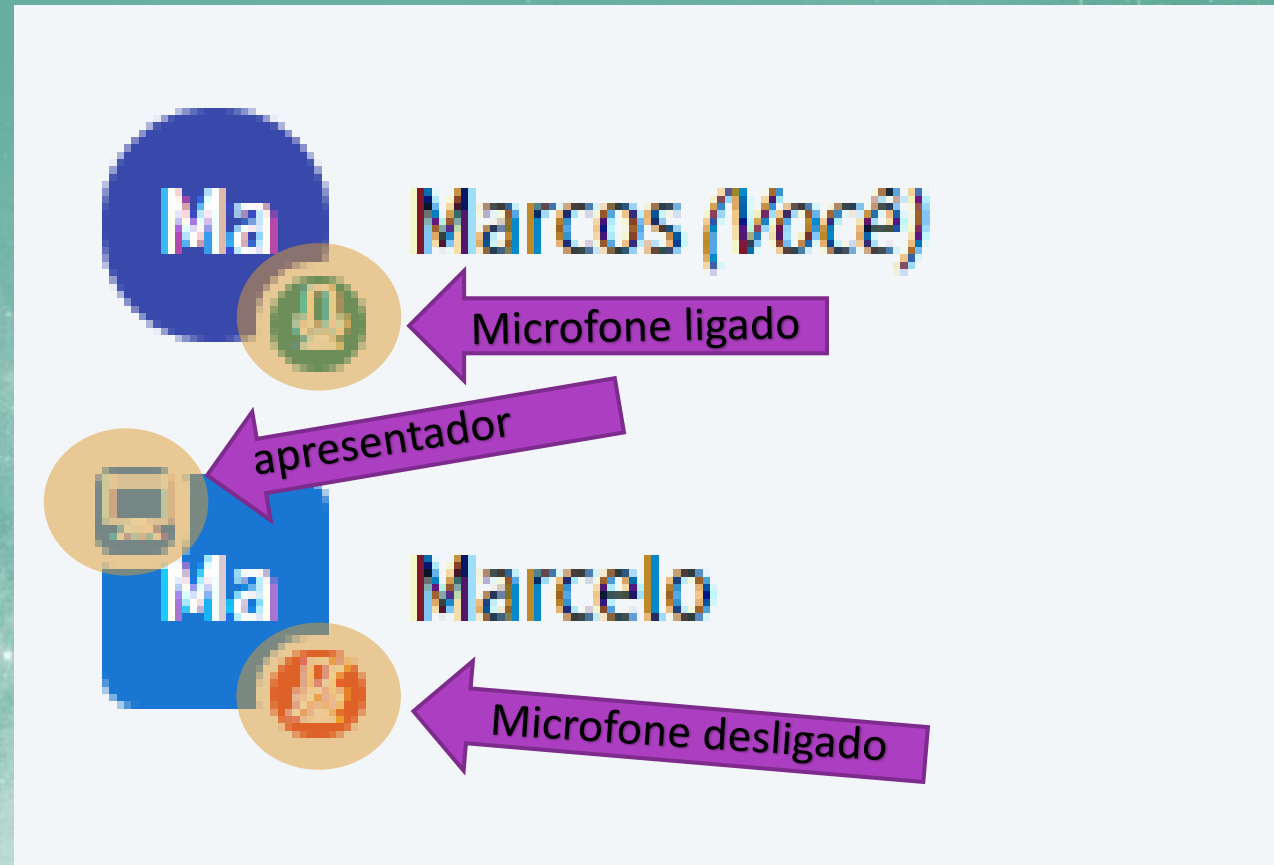 Ma
Marcos (Você)
Microfone ligado
apresentador
Ma
Marcelo
Microfone desligado